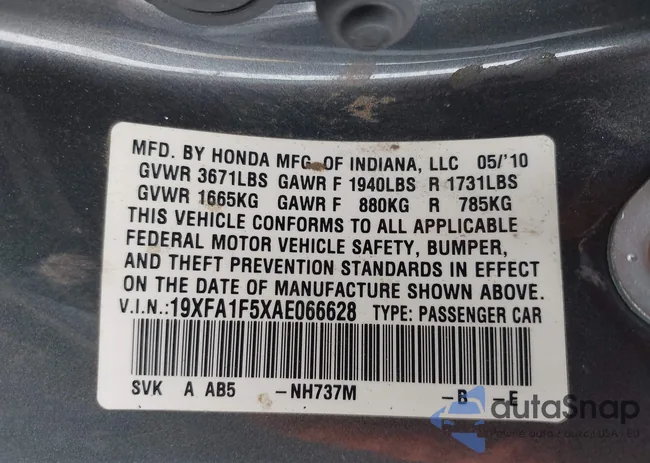 MFD. BY HONDA MFG. OF INDIANA, LLC 05/'10
GVWR 3671LBS GAWR F 1940LBS R 1731LBS
GVWR 1665KG GAWR F 880KG R 785KG
THIS VEHICLE CONFORMS TO ALL APPLICABLE
FEDERAL MOTOR VEHICLE SAFETY, BUMPER,
AND THEFT PREVENTION STANDARDS IN EFFECT
ON THE DATE OF MANUFACTURE SHOWN ABOVE.
V.I.N.:19XFA1F5XAE066628 TYPE: PASSENGER CAR
SVK A AB5 -NH737M -B -E
autaSnap